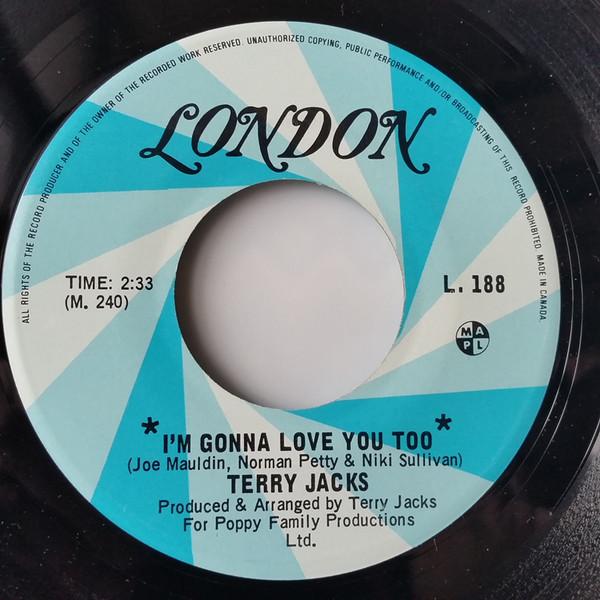 ALL RIGHTS OF THE RECORD PRODUCER AND OF THE OWNER OF THE RECORDED WORK RESERVED. UNAUTHORIZED COPYING, PUBLIC PERFORMANCE AND/OR BROADCASTING OF THIS RECORD PROHIBITED. MADE IN CANADA
LONDON
TIME: 2:33
(M. 240)
L. 188
M A
P L
*I'M GONNA LOVE YOU TOO*
(Joe Mauldin, Norman Petty & Niki Sullivan)
TERRY JACKS
Produced & Arranged by Terry Jacks
For Poppy Family Productions
Ltd.